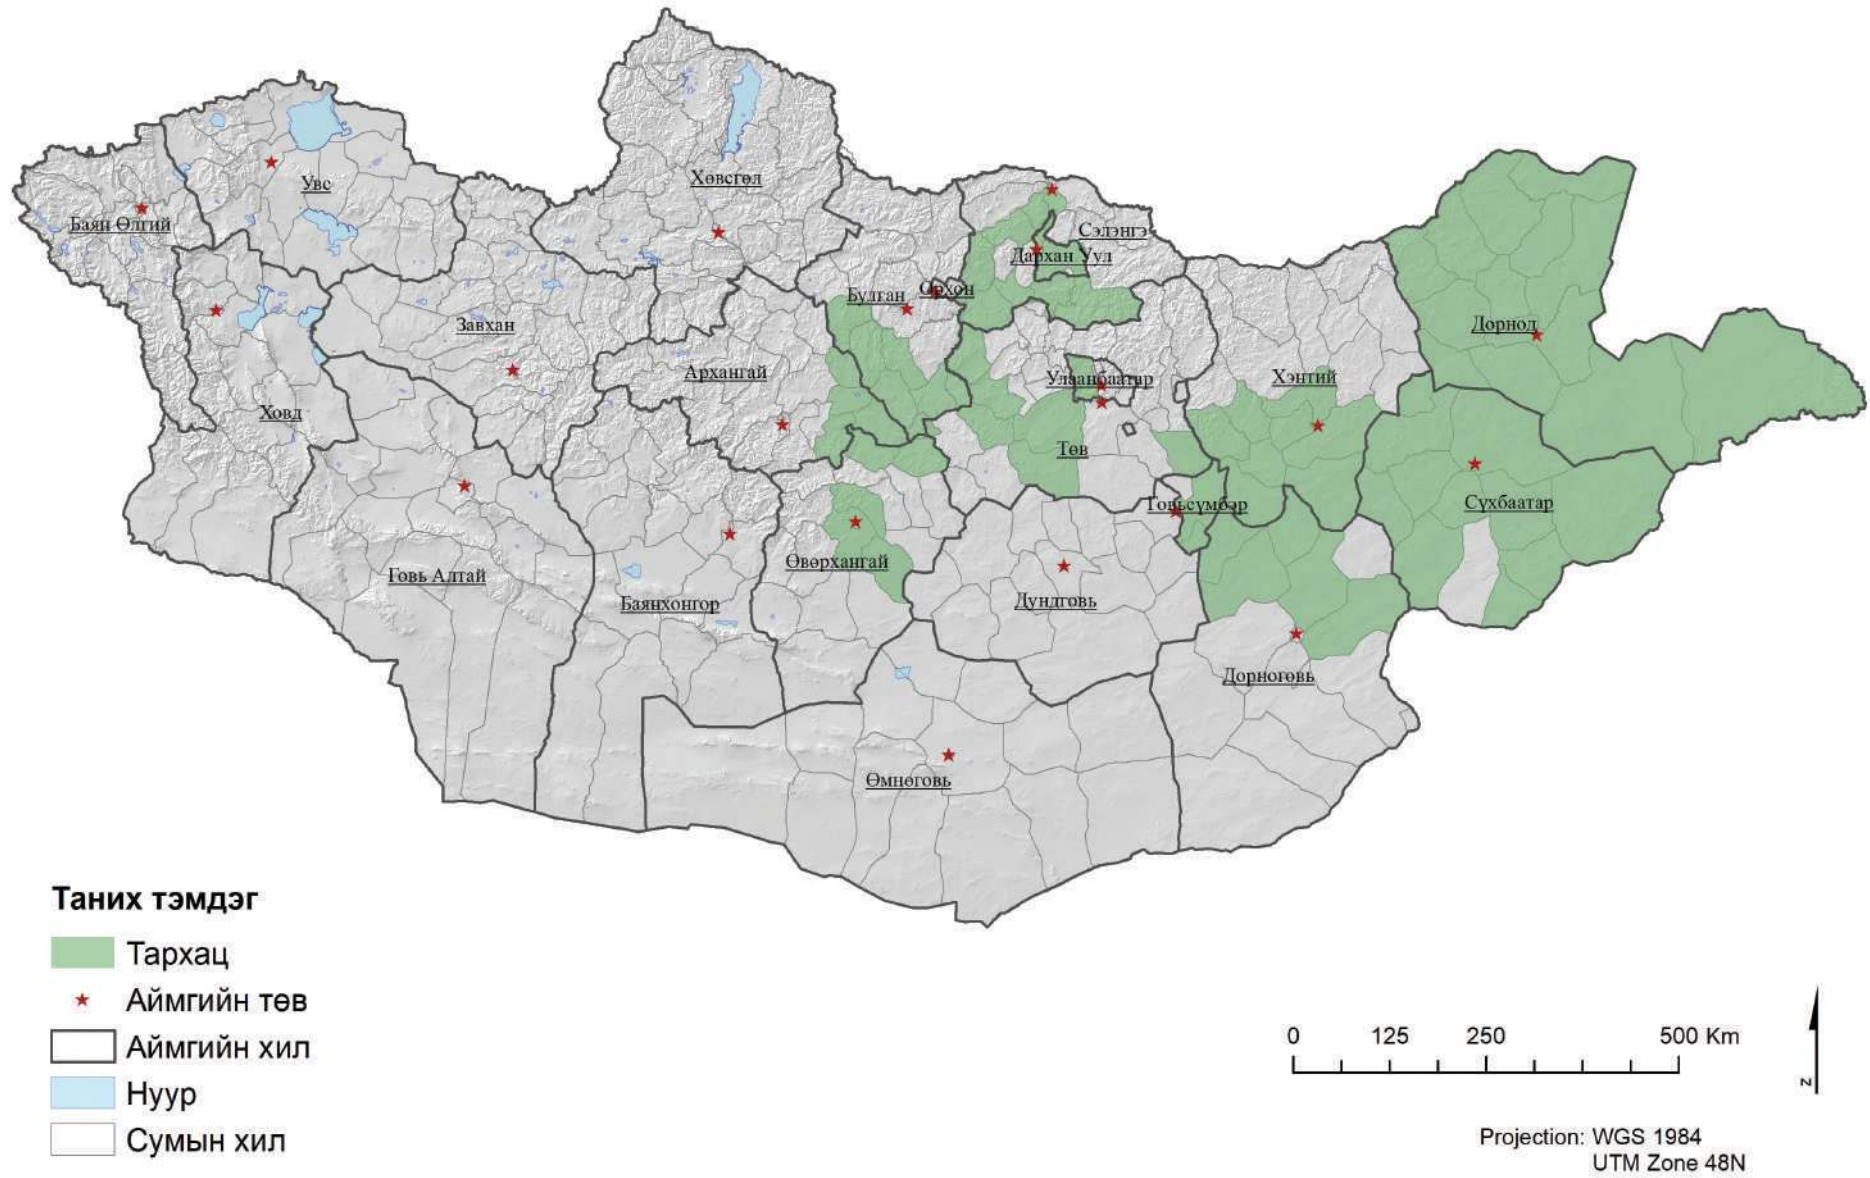 Увс
Хөвсгөл
Баян Өлгий
Сэлэнгэ
Дархан Уул
Орхон
Булган
Завхан
Дорнод
Архангай
Улаанбаатар
Хэнтий
Ховд
Төв
Говьсүмбэр
Сүхбаатар
Өвөрхангай
Говь Алтай
Баянхонгор
Дундговь
Дорноговь
Өмнөговь
Таних тэмдэг
Тархац
Аймгийн төв
Аймгийн хил
Нуур
Сумын хил
0 125 250 500 Km
z
Projection: WGS 1984
UTM Zone 48N